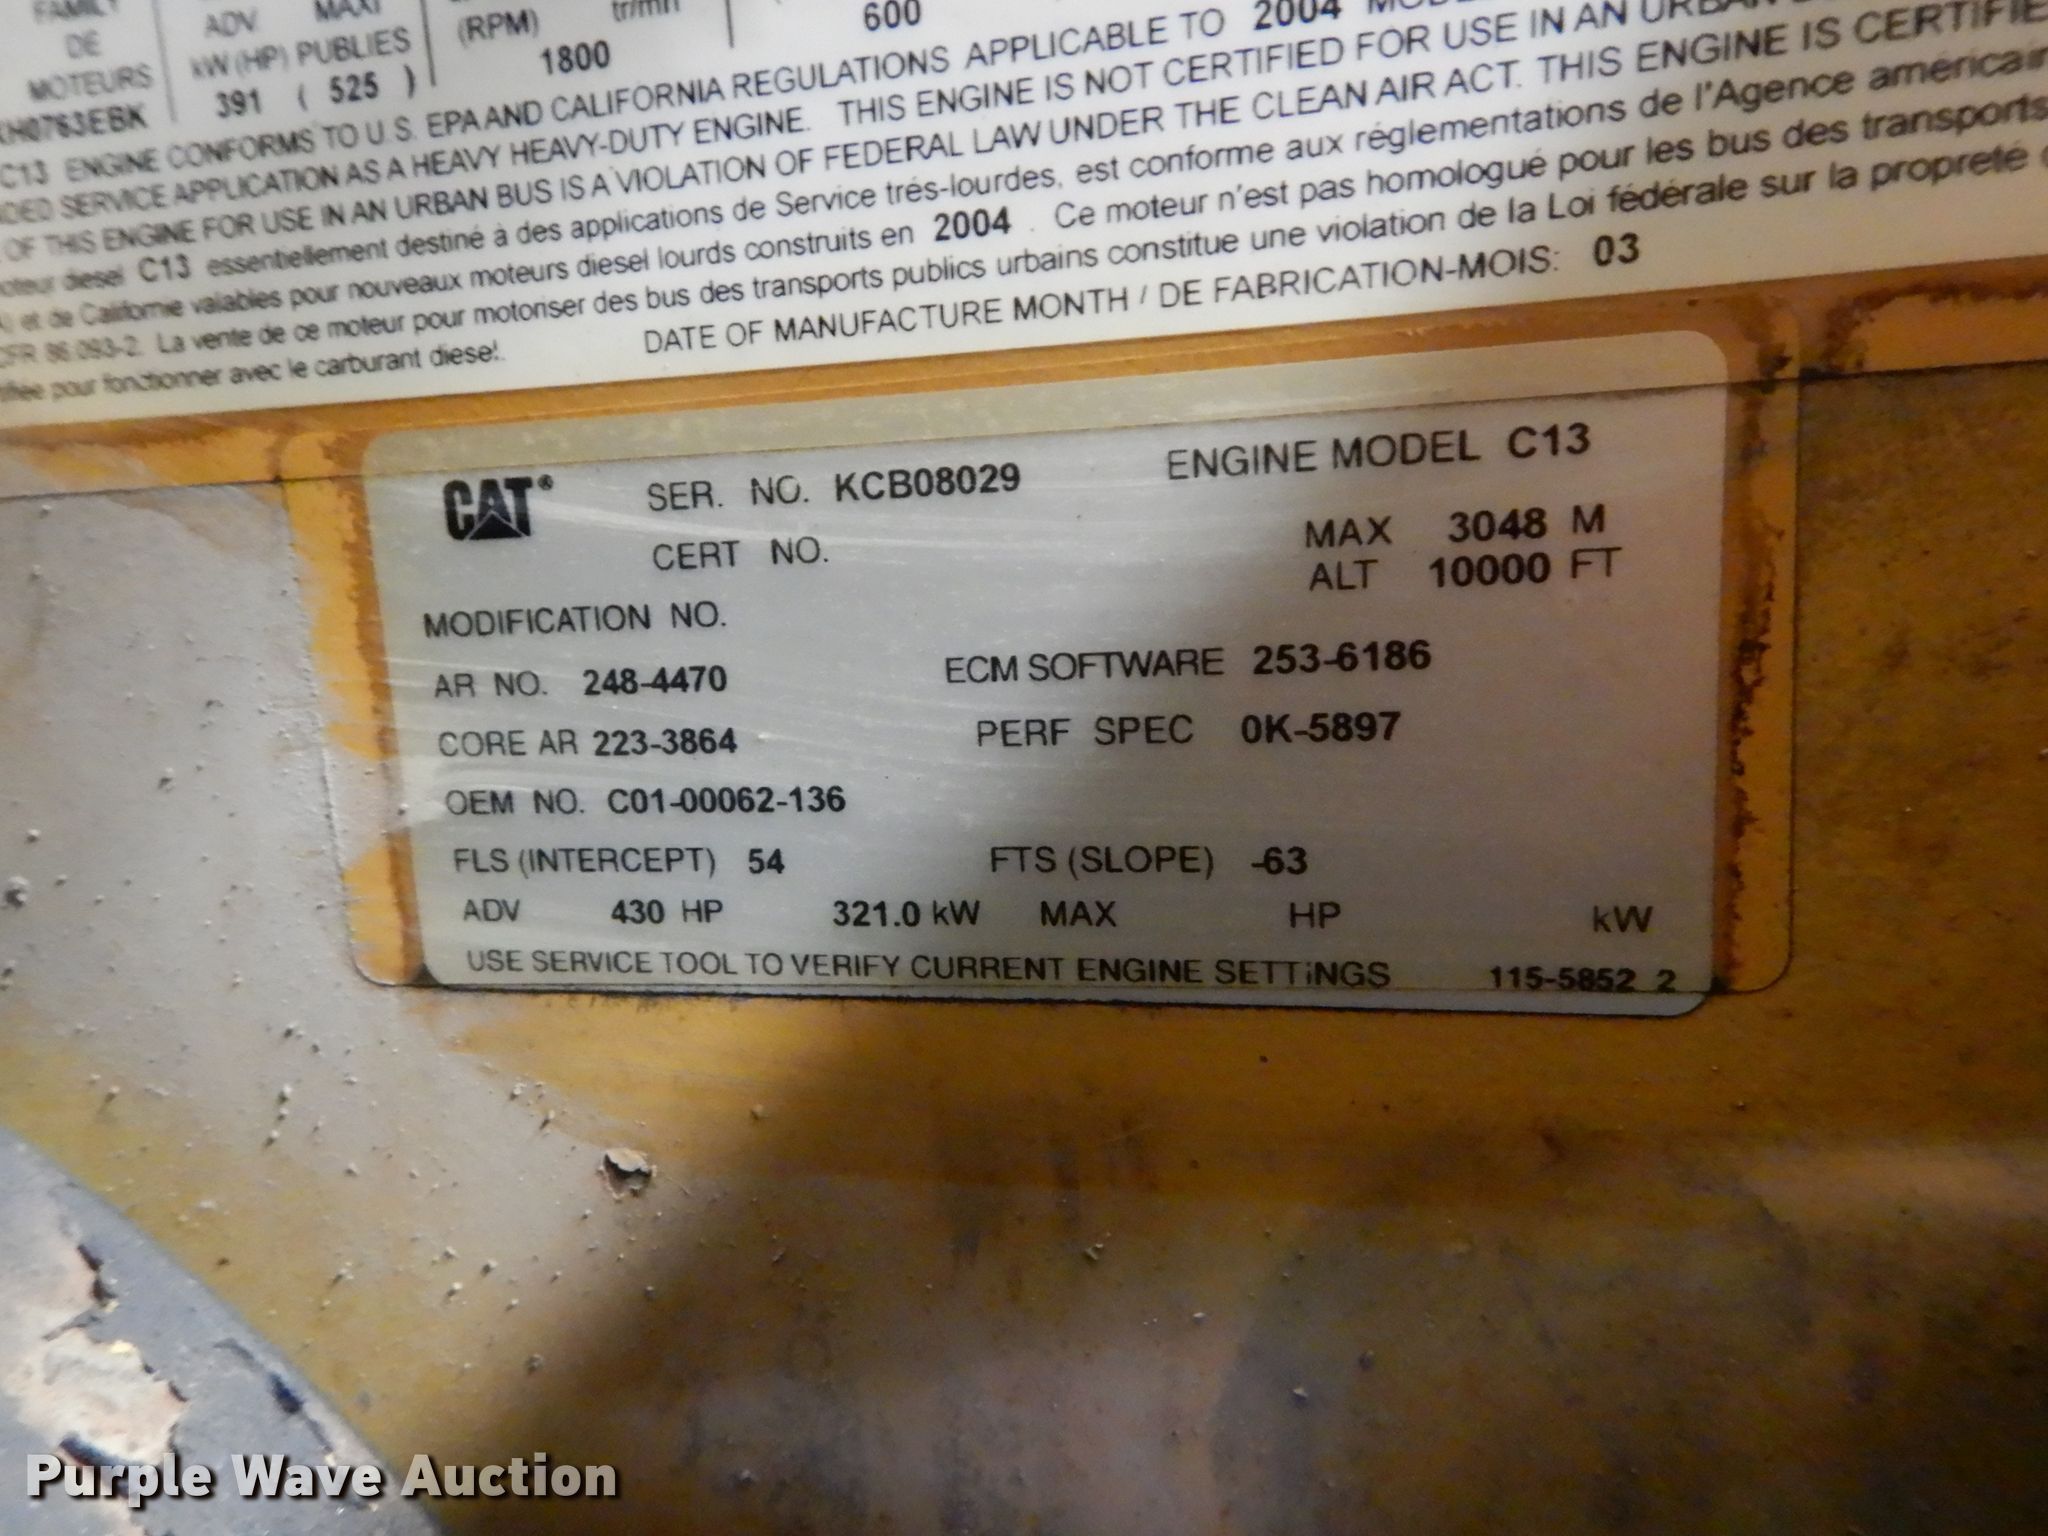 FAMILY
DE
MOTEURS
ADV MAXI
kW (HP) PUBLIES
391 ( 525 )
(RPM) tr/mn
1800
600
C13 ENGINE CONFORMS TO U.S. EPA AND CALIFORNIA REGULATIONS APPLICABLE TO 2004
SERVICE APPLICATION AS A HEAVY HEAVY-DUTY ENGINE. THIS ENGINE IS NOT CERTIFIED FOR USE IN AN URBAN
OF THIS ENGINE FOR USE IN AN URBAN BUS IS A VIOLATION OF FEDERAL LAW UNDER THE CLEAN AIR ACT. THIS ENGINE IS
diesel C13 essentiellement destiné à des applications de Service trés-lourdes, est conforme aux réglementations de l'Agence
et de Californie valables pour nouveaux moteurs diesel lourds construits en 2004 . Ce moteur n'est pas homologué pour les bus des transports
86.093-2. La vente de ce moteur pour motoriser des bus des transports publics urbains constitue une violation de la Loi fédérale sur la propreté
pour fonctionner avec le carburant diesel.
DATE OF MANUFACTURE MONTH / DE FABRICATION-MOIS: 03
CAT® SER. NO. KCB08029 ENGINE MODEL C13
CERT NO. MAX 3048 M
ALT 10000 FT
MODIFICATION NO.
AR NO. 248-4470 ECM SOFTWARE 253-6186
CORE AR 223-3864 PERF SPEC 0K-5897
OEM NO. C01-00062-136
FLS (INTERCEPT) 54 FTS (SLOPE) -63
ADV 430 HP 321.0 kW MAX HP kW
USE SERVICE TOOL TO VERIFY CURRENT ENGINE SETTiNGS 115-5852 2
Purple Wave Auction